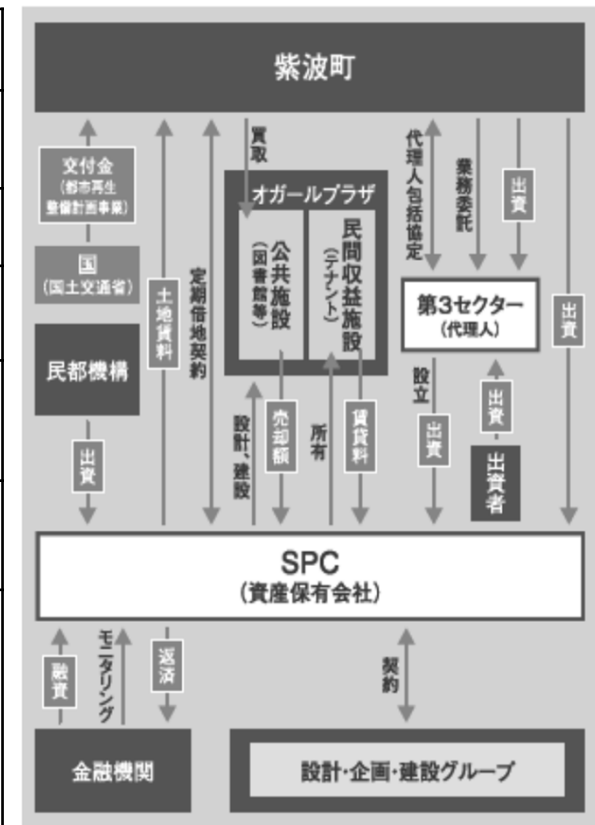 紫波町
交付金
(都市再生
整備計画事業)
国
(国土交通省)
民都機構
出資
土地賃料
定期借地契約
買取
オガールプラザ
公共施設
(図書館等)
民間収益施設
(テナント)
設計、建設
売却額
所有
賃貸料
代理人包括協定
業務委託
出資
出資
第3セクター
(代理人)
設立
出資
出資
出資者
SPC
(資産保有会社)
融資
モニタリング
返済
契約
金融機関
設計・企画・建設グループ